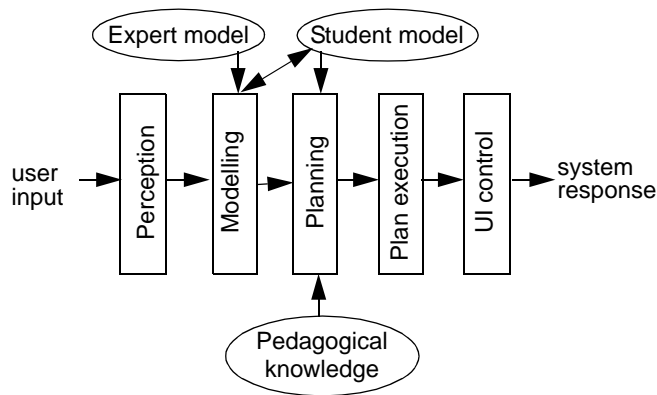 Expert model
Student model
user
input
Perception
Modelling
Planning
Plan execution
UI control
system
response
Pedagogical
knowledge